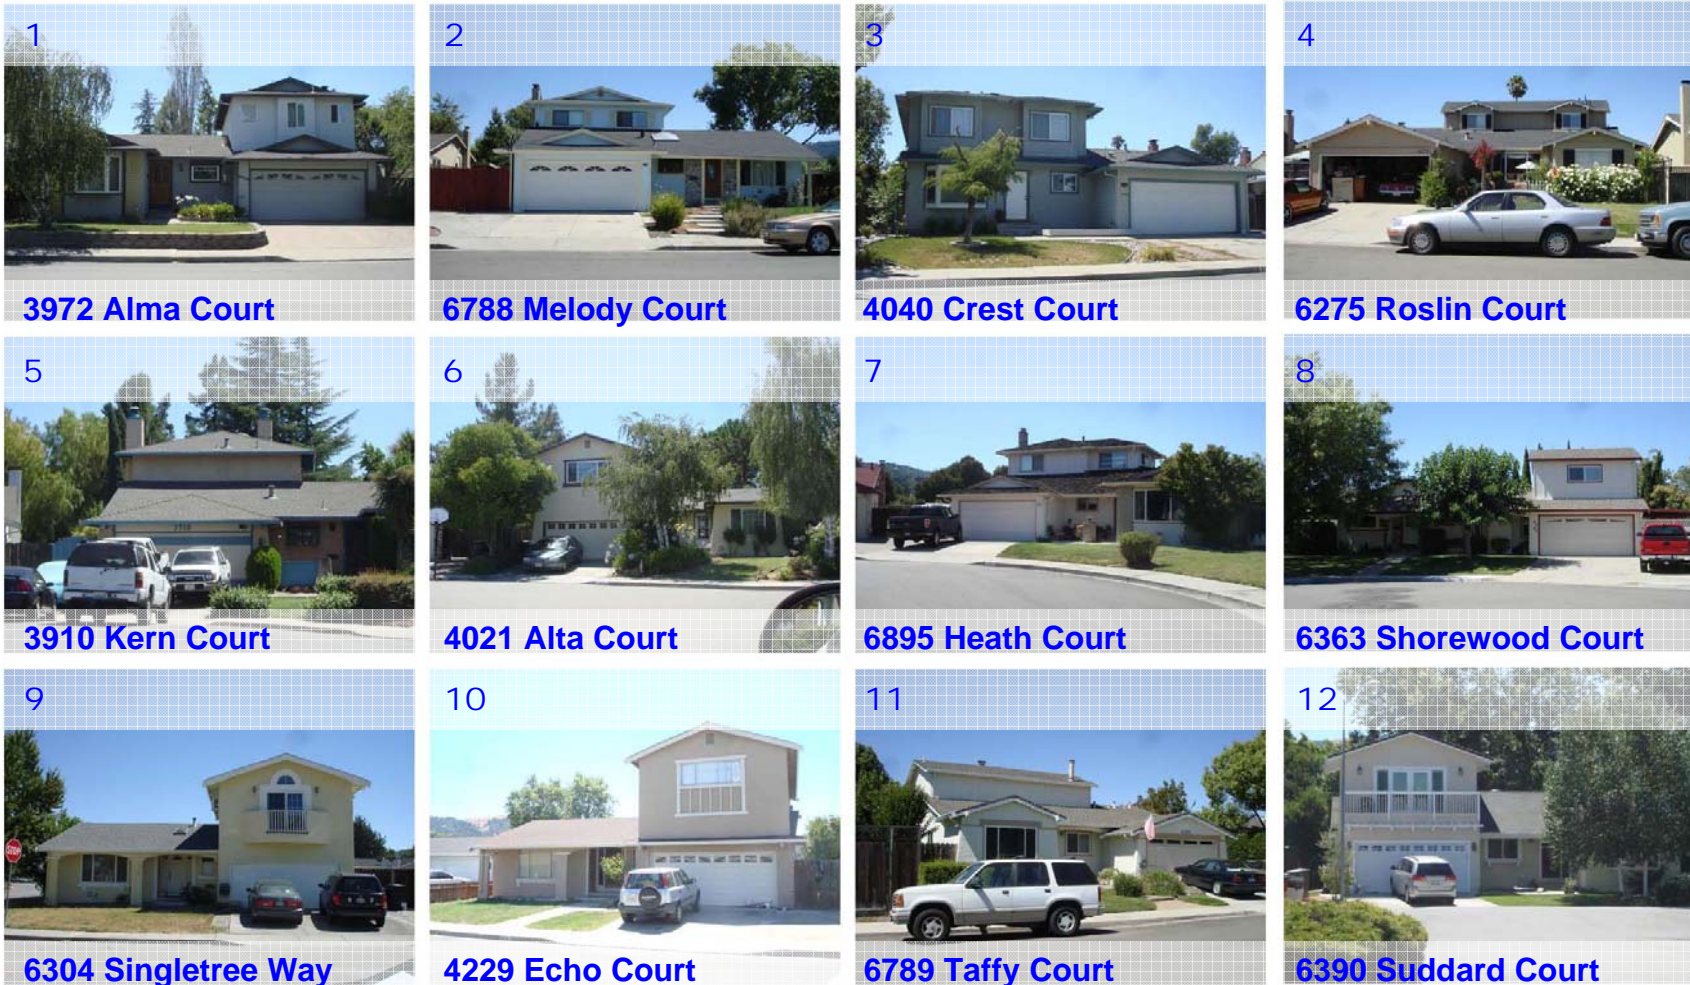 1
2
3
4
3972 Alma Court
6788 Melody Court
4040 Crest Court
6275 Roslin Court
5
6
7
8
3910 Kern Court
4021 Alta Court
6895 Heath Court
6363 Shorewood Court
9
10
11
12
STOP
6304 Singletree Way
4229 Echo Court
6789 Taffy Court
6390 Suddard Court